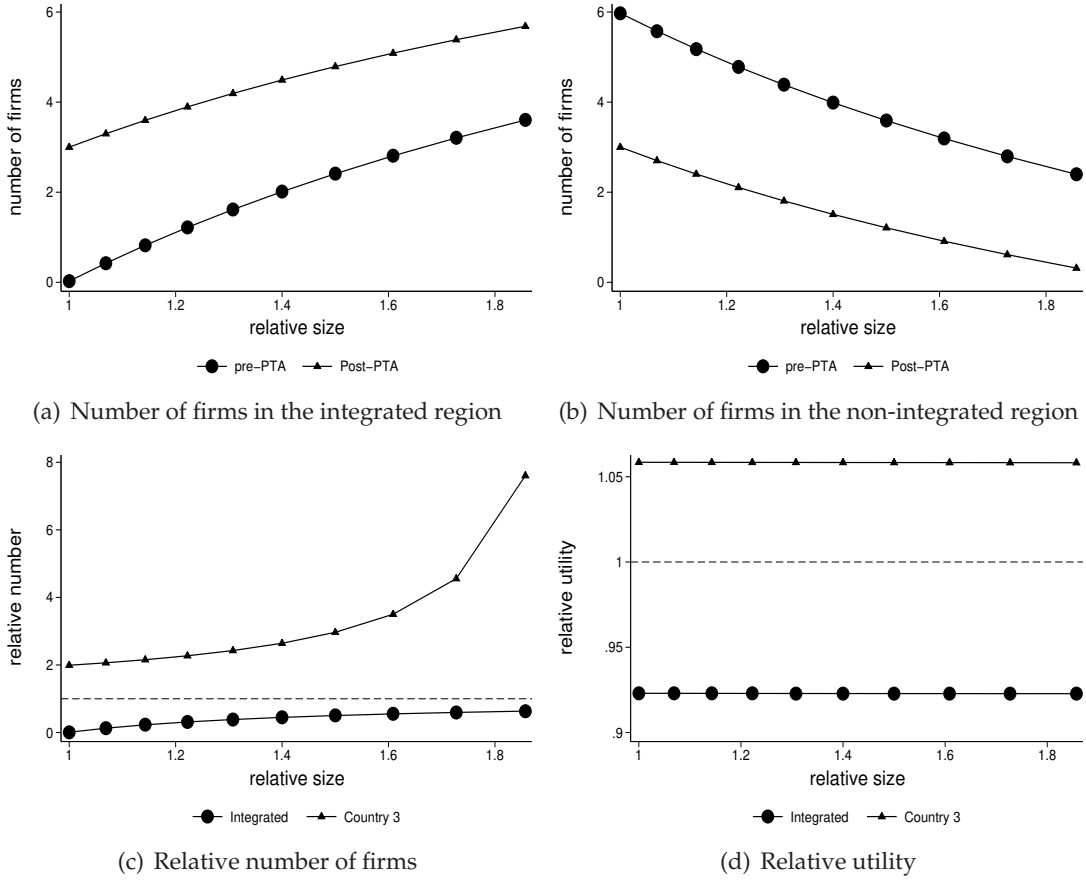 number of firms
6
4
2
0
1
1.2
1.4
1.6
1.8
relative size
pre−PTA
Post−PTA
(a) Number of firms in the integrated region
number of firms
6
4
2
0
1
1.2
1.4
1.6
1.8
relative size
pre−PTA
Post−PTA
(b) Number of firms in the non-integrated region
relative number
8
6
4
2
0
1
1.2
1.4
1.6
1.8
relative size
Integrated
Country 3
(c) Relative number of firms
relative utility
1.05
1
.95
.9
1
1.2
1.4
1.6
1.8
relative size
Integrated
Country 3
(d) Relative utility